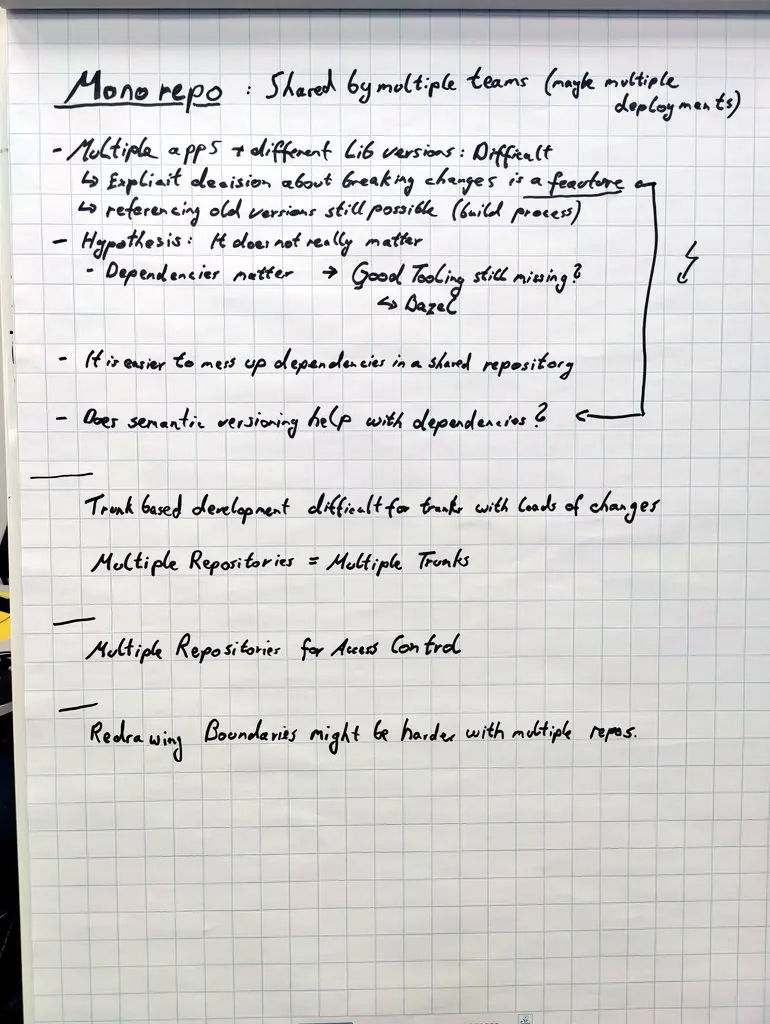 Monorepo : Shared by multiple teams (maybe multiple
deployments)
- Multiple apps + different Lib versions: Difficult
↳ Explicit decision about breaking changes is a feacture
↳ referencing old versions still possible (build process)
- Hypothesis: It does not really matter
- Dependencies matter → Good Tooling still missing?
↳ Bazel
- It is easier to mess up dependencies in a shared repository
- Does semantic versioning help with dependencies?
Trunk based development difficult for trunks with loads of changes
Multiple Repositories = Multiple Trunks
Multiple Repositories for Access Control
Redrawing Boundaries might be harder with multiple repos.